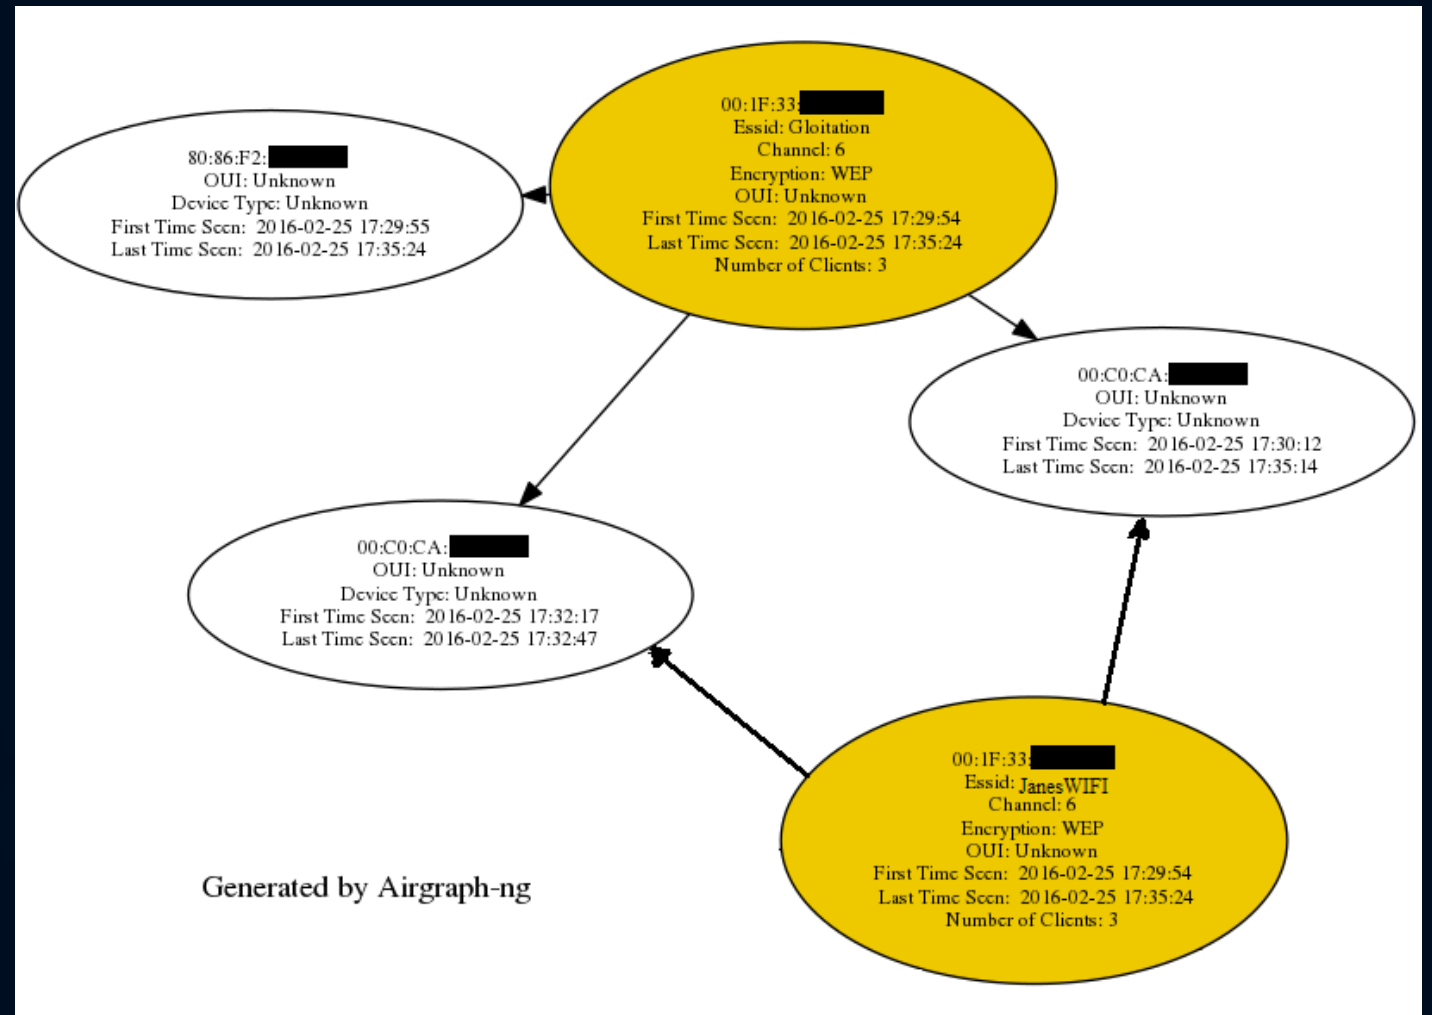 00:1F:33:
Essid: Gloitation
Channel: 6
Encryption: WEP
OUI: Unknown
First Time Seen: 2016-02-25 17:29:54
Last Time Seen: 2016-02-25 17:35:24
Number of Clients: 3
80:86:F2:
OUI: Unknown
Device Type: Unknown
First Time Seen: 2016-02-25 17:29:55
Last Time Seen: 2016-02-25 17:35:24
00:C0:CA:
OUI: Unknown
Device Type: Unknown
First Time Seen: 2016-02-25 17:30:12
Last Time Seen: 2016-02-25 17:35:14
00:C0:CA:
OUI: Unknown
Device Type: Unknown
First Time Seen: 2016-02-25 17:32:17
Last Time Seen: 2016-02-25 17:32:47
00:1F:33:
Essid: JanesWIFI
Channel: 6
Encryption: WEP
OUI: Unknown
First Time Seen: 2016-02-25 17:29:54
Last Time Seen: 2016-02-25 17:35:24
Number of Clients: 3
Generated by Airgraph-ng